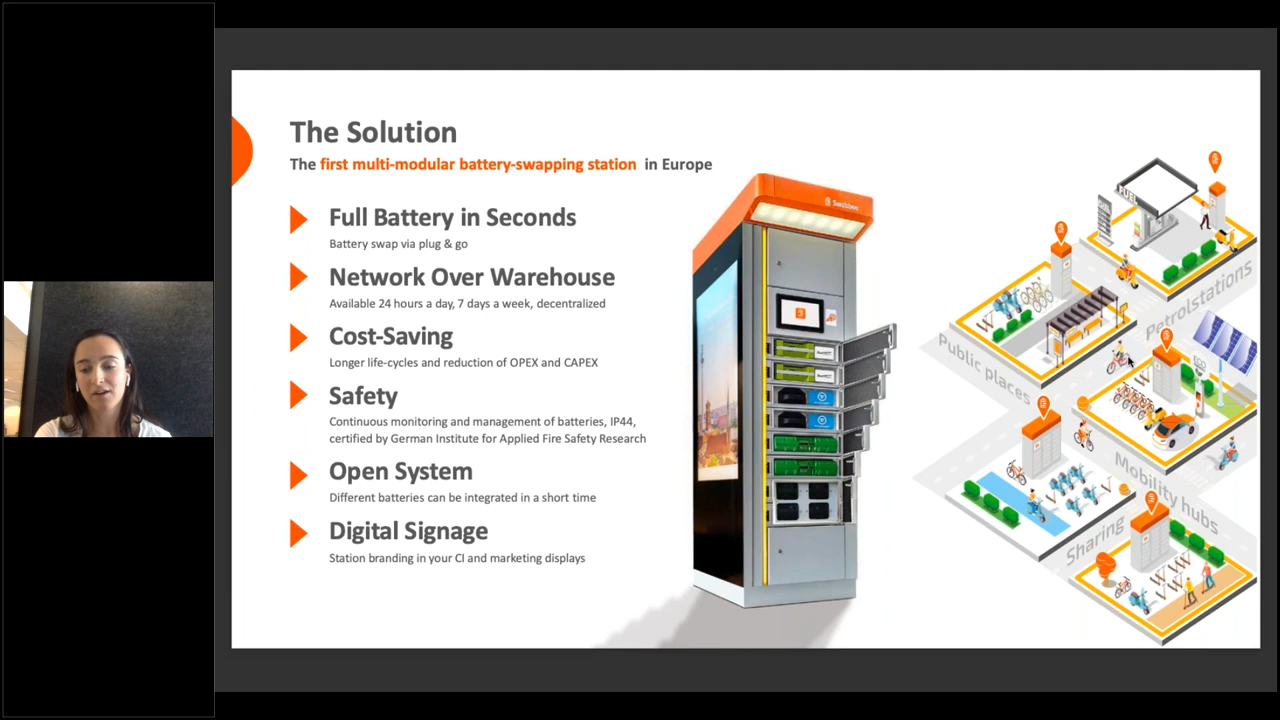 The Solution
The first multi-modular battery-swapping station in Europe
Full Battery in Seconds
Battery swap via plug & go
Network Over Warehouse
Available 24 hours a day, 7 days a week, decentralized
Cost-Saving
Longer life-cycles and reduction of OPEX and CAPEX
Safety
Continuous monitoring and management of batteries, IP44,
certified by German Institute for Applied Fire Safety Research
Open System
Different batteries can be integrated in a short time
Digital Signage
Station branding in your CI and marketing displays
Swobbee
FUEL
Petrolstations
Public places
Mobility hubs
Sharing